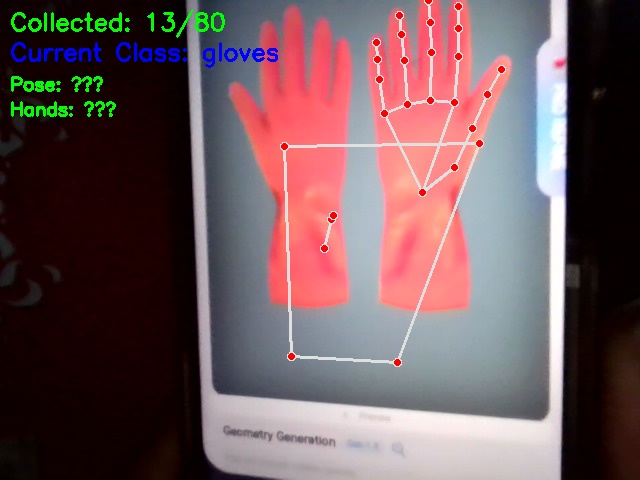 Collected: 13/80
Current Class: gloves
Pose: ???
Hands: ???
Geometry Generation